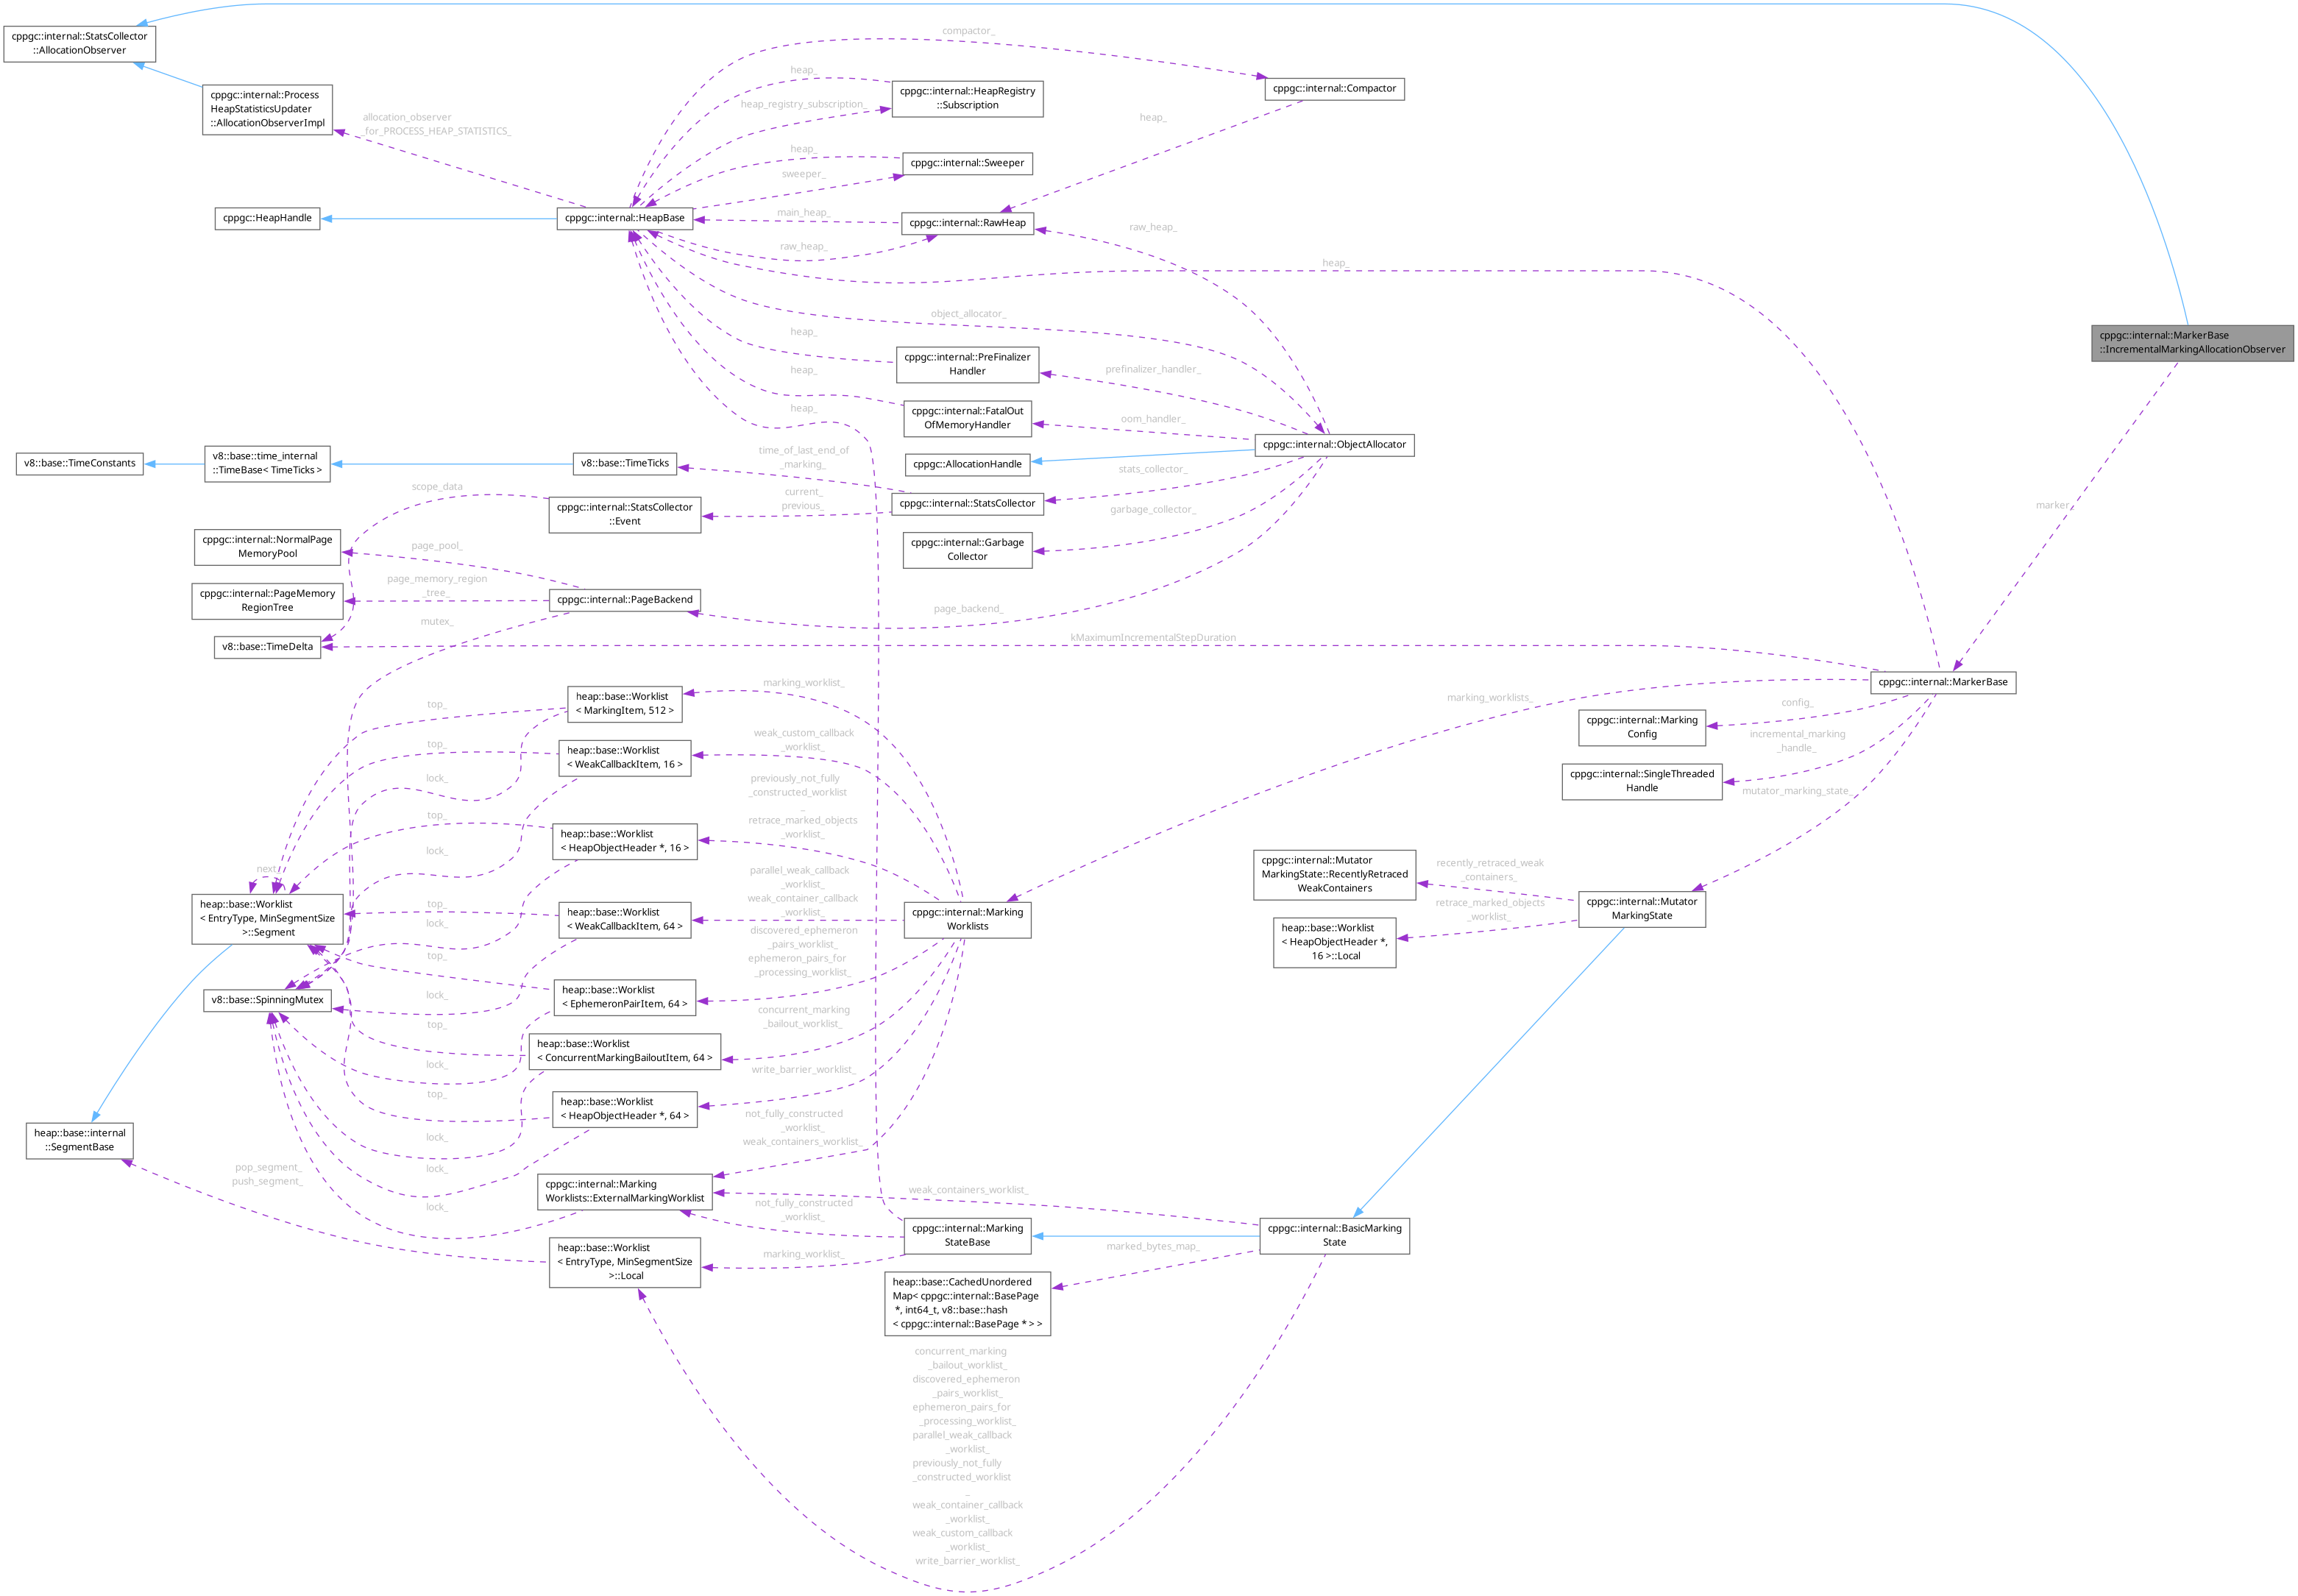 cppgc::internal::StatsCollector
::AllocationObserver
cppgc::internal::Process
HeapStatisticsUpdater
::AllocationObserverImpl
allocation_observer
_for_PROCESS_HEAP_STATISTICS_
cppgc::HeapHandle
cppgc::internal::HeapBase
compactor_
heap_
heap_registry_subscription_
heap_
sweeper_
main_heap_
raw_heap_
cppgc::internal::HeapRegistry
::Subscription
cppgc::internal::Sweeper
cppgc::internal::RawHeap
cppgc::internal::Compactor
heap_
raw_heap_
heap_
object_allocator_
heap_
heap_
heap_
cppgc::internal::PreFinalizer
Handler
prefinalizer_handler_
cppgc::internal::FatalOut
OfMemoryHandler
oom_handler_
cppgc::internal::ObjectAllocator
cppgc::AllocationHandle
stats_collector_
cppgc::internal::StatsCollector
garbage_collector_
cppgc::internal::Garbage
Collector
page_backend_
cppgc::internal::MarkerBase
::IncrementalMarkingAllocationObserver
marker_
v8::base::TimeConstants
v8::base::time_internal
::TimeBase< TimeTicks >
v8::base::TimeTicks
time_of_last_end_of
_marking_
current_
previous_
scope_data
cppgc::internal::StatsCollector
::Event
cppgc::internal::NormalPage
MemoryPool
page_pool_
cppgc::internal::PageMemory
RegionTree
page_memory_region
_tree_
cppgc::internal::PageBackend
mutex_
v8::base::TimeDelta
kMaximumIncrementalStepDuration
cppgc::internal::MarkerBase
marking_worklists_
config_
cppgc::internal::Marking
Config
incremental_marking
_handle_
cppgc::internal::SingleThreaded
Handle
mutator_marking_state_
heap::base::Worklist
< MarkingItem, 512 >
marking_worklist_
top_
heap::base::Worklist
< WeakCallbackItem, 16 >
weak_custom_callback
_worklist_
top_
lock_
previously_not_fully
_constructed_worklist
_
retrace_marked_objects
_worklist_
heap::base::Worklist
< HeapObjectHeader *, 16 >
top_
lock_
next_
heap::base::Worklist
< EntryType, MinSegmentSize
>::Segment
parallel_weak_callback
_worklist_
weak_container_callback
_worklist_
heap::base::Worklist
< WeakCallbackItem, 64 >
top_
lock_
cppgc::internal::Marking
Worklists
cppgc::internal::Mutator
MarkingState::RecentlyRetraced
WeakContainers
recently_retraced_weak
_containers_
retrace_marked_objects
_worklist_
cppgc::internal::Mutator
MarkingState
heap::base::Worklist
< HeapObjectHeader *,
16 >::Local
discovered_ephemeron
_pairs_worklist_
ephemeron_pairs_for
_processing_worklist_
top_
heap::base::Worklist
< EphemeronPairItem, 64 >
v8::base::SpinningMutex
lock_
concurrent_marking
_bailout_worklist_
top_
heap::base::Worklist
< ConcurrentMarkingBailoutItem, 64 >
lock_
write_barrier_worklist_
top_
heap::base::Worklist
< HeapObjectHeader *, 64 >
heap::base::internal
::SegmentBase
lock_
not_fully_constructed
_worklist_
weak_containers_worklist_
lock_
pop_segment_
push_segment_
cppgc::internal::Marking
Worklists::ExternalMarkingWorklist
lock_
weak_containers_worklist_
not_fully_constructed
_worklist_
cppgc::internal::Marking
StateBase
cppgc::internal::BasicMarking
State
marking_worklist_
marked_bytes_map_
heap::base::Worklist
< EntryType, MinSegmentSize
>::Local
heap::base::CachedUnordered
Map< cppgc::internal::BasePage
*, int64_t, v8::base::hash
< cppgc::internal::BasePage * > >
concurrent_marking
_bailout_worklist_
discovered_ephemeron
_pairs_worklist_
ephemeron_pairs_for
_processing_worklist_
parallel_weak_callback
_worklist_
previously_not_fully
_constructed_worklist
_
weak_container_callback
_worklist_
weak_custom_callback
_worklist_
write_barrier_worklist_